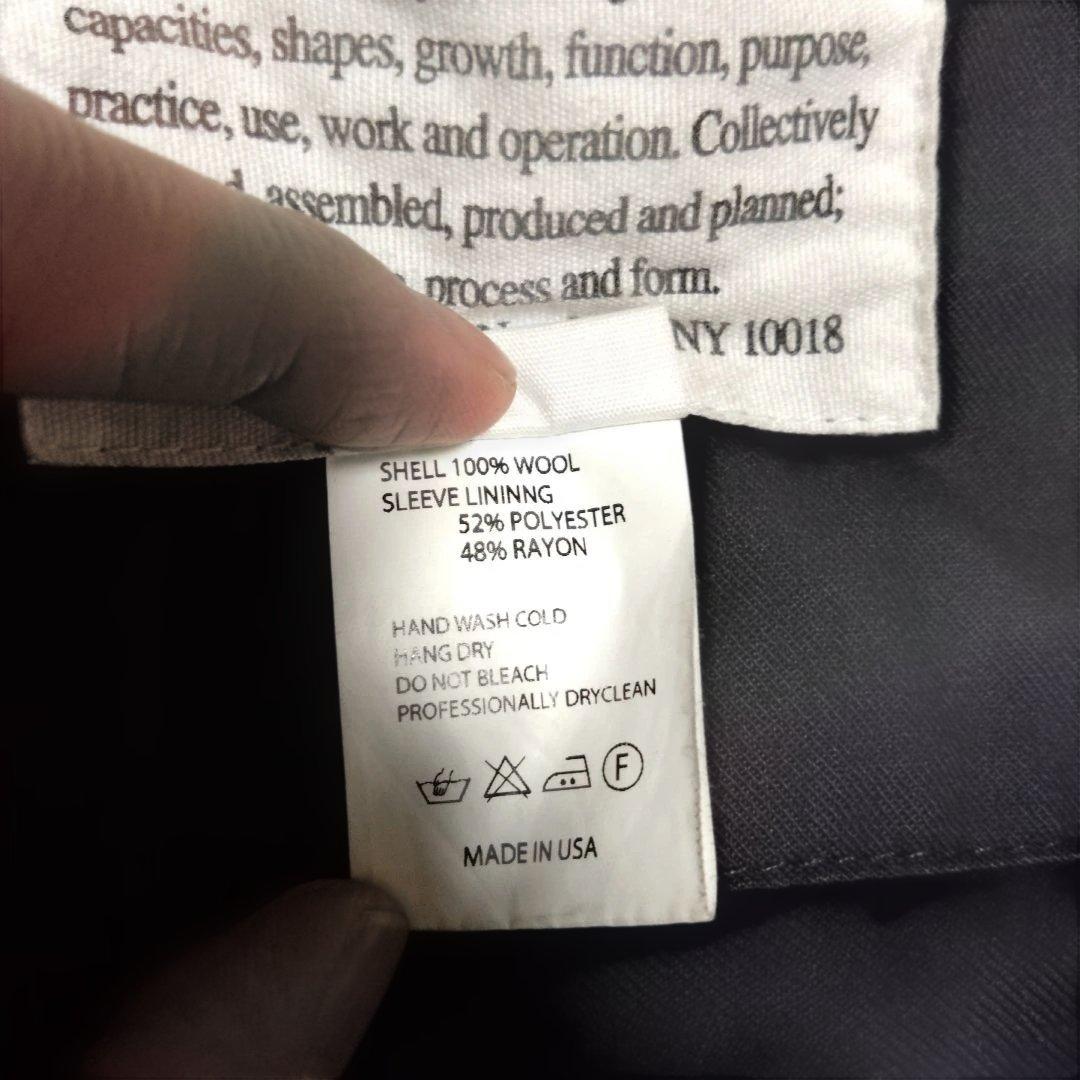 capacities, shapes, growth, function, purpose,
practice, use, work and operation. Collectively
assembled, produced and planned;
process and form.
NY 10018
SHELL 100% WOOL
SLEEVE LININNG
52% POLYESTER
48% RAYON
HAND WASH COLD
HANG DRY
DO NOT BLEACH
PROFESSIONALLY DRYCLEAN
F
MADE IN USA